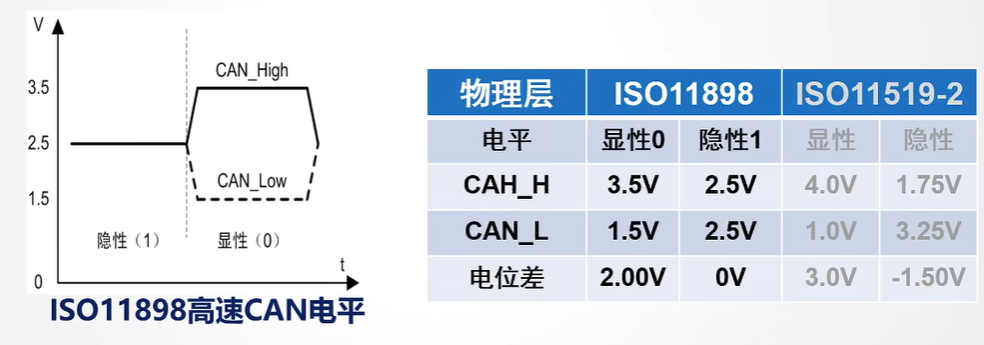 V
3.5
2.5
1.5
0
CAN_High
CAN_Low
隐性（1）
显性（0）
t
ISO11898高速CAN电平
物理层 ISO11898 ISO11519-2
电平 显性0 隐性1 显性 隐性
CAH_H 3.5V 2.5V 4.0V 1.75V
CAN_L 1.5V 2.5V 1.0V 3.25V
电位差 2.00V 0V 3.0V -1.50V